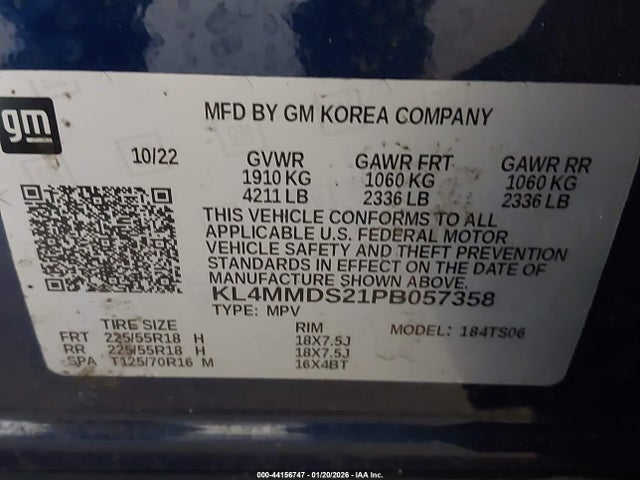 gm
MFD BY GM KOREA COMPANY
10/22 GVWR GAWR FRT GAWR RR
1910 KG 1060 KG 1060 KG
4211 LB 2336 LB 2336 LB
THIS VEHICLE CONFORMS TO ALL
APPLICABLE U.S. FEDERAL MOTOR
VEHICLE SAFETY AND THEFT PREVENTION
STANDARDS IN EFFECT ON THE DATE OF
MANUFACTURE SHOWN ABOVE.
KL4MMDS21PB057358
TYPE: MPV
TIRE SIZE RIM MODEL: 184TS06
FRT 225/55R18 H 18X7.5J
RR 225/55R18 H 18X7.5J
SPA T125/70R16 M 16X4BT
000-44156747 - 01/20/2026 - IAA Inc.